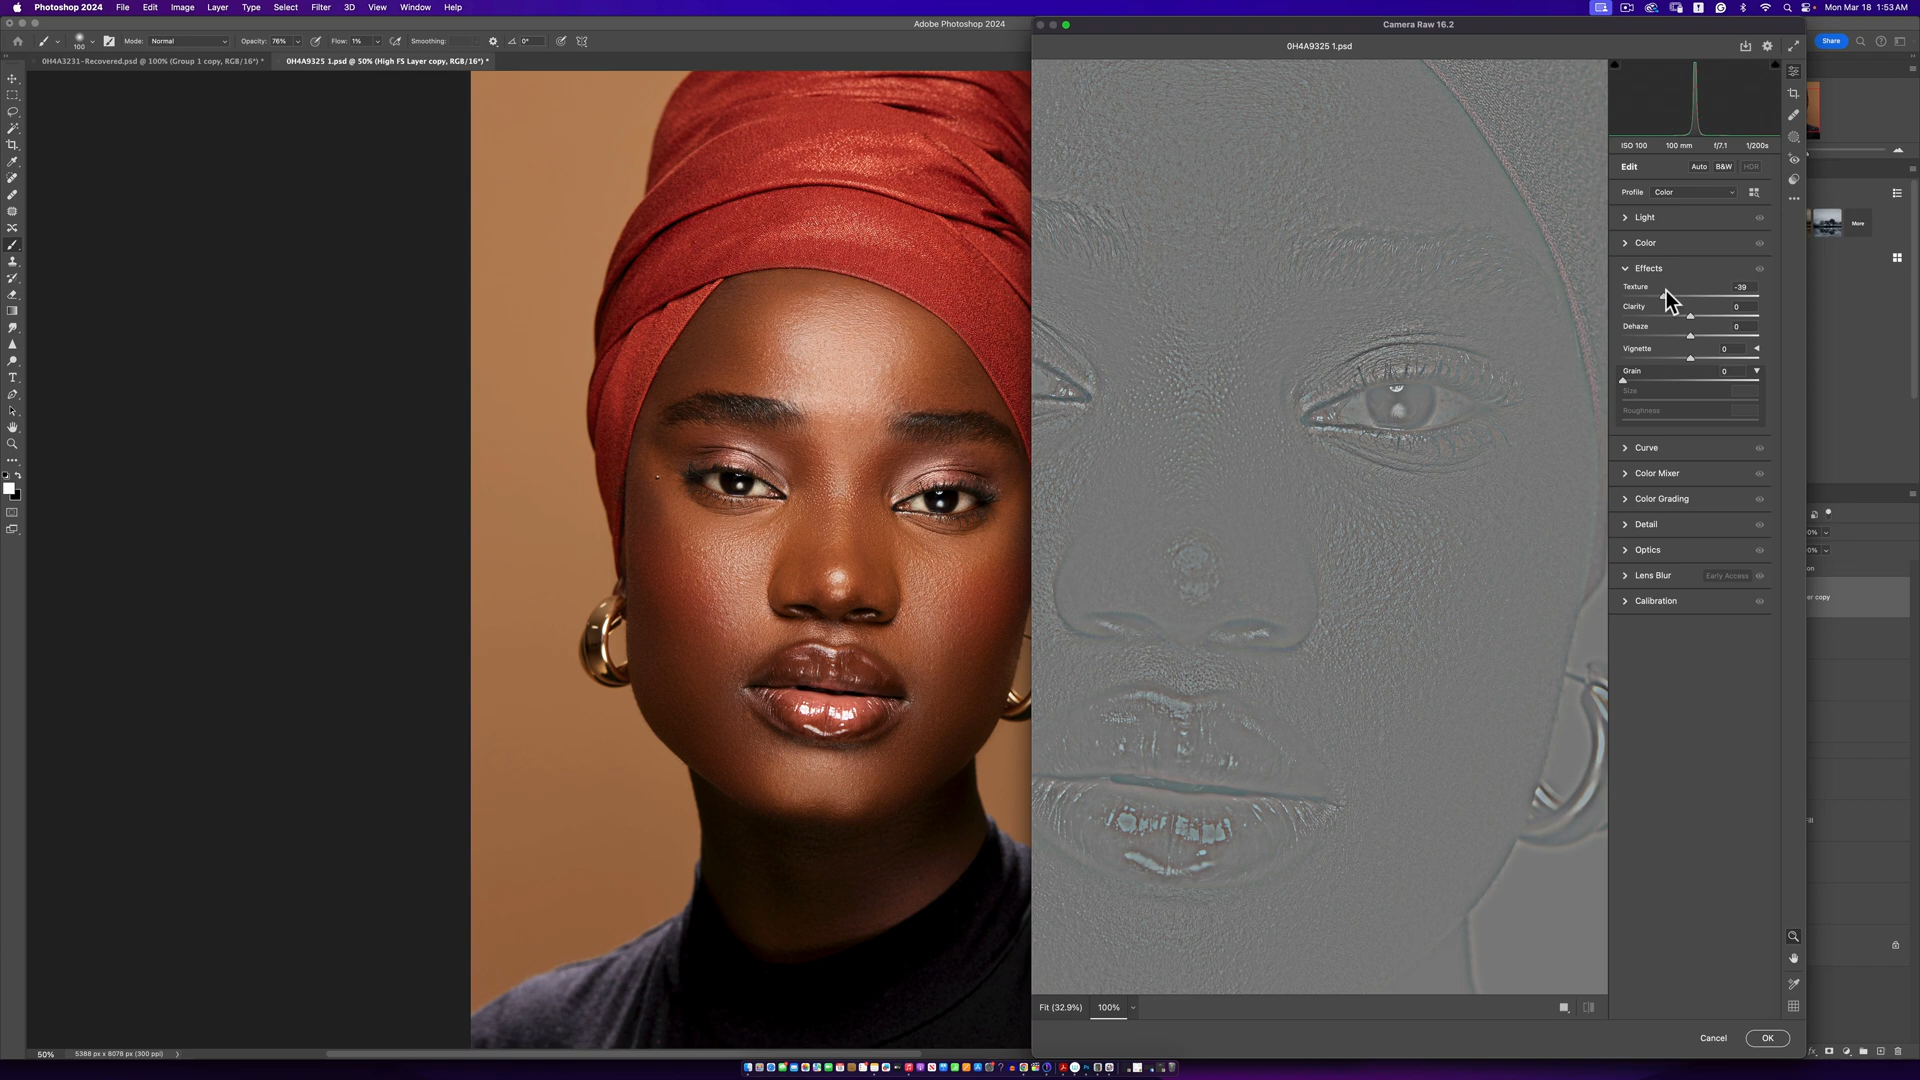 Photoshop 2024 File Edit Image Layer Type Select Filter 3D View Window Help Mon Mar 18 1:53 AM
Adobe Photoshop 2024
Camera Raw 16.2
100 Mode: Normal Opacity: 76% Flow: 1% Smoothing: 0°
Share
0H4A9325 1.psd
0H4A3231-Recovered.psd @ 100% (Group 1 copy, RGB/16*) *
0H4A9325 1.psd @ 50% (High FS Layer copy, RGB/16*) *
ISO 100 100 mm f/7.1 1/200s
Edit Auto B&W HDR
Profile Color
Light
More
Color
Effects
Texture -39
Clarity 0
Dehaze 0
Vignette 0
Grain 0
Size
Roughness
Curve
Color Mixer
Color Grading
Detail
Optics
Lens Blur Early Access
Calibration
er copy
Fit (32.9%) 100%
Cancel OK
50% 5388 px x 8078 px (300 ppi)